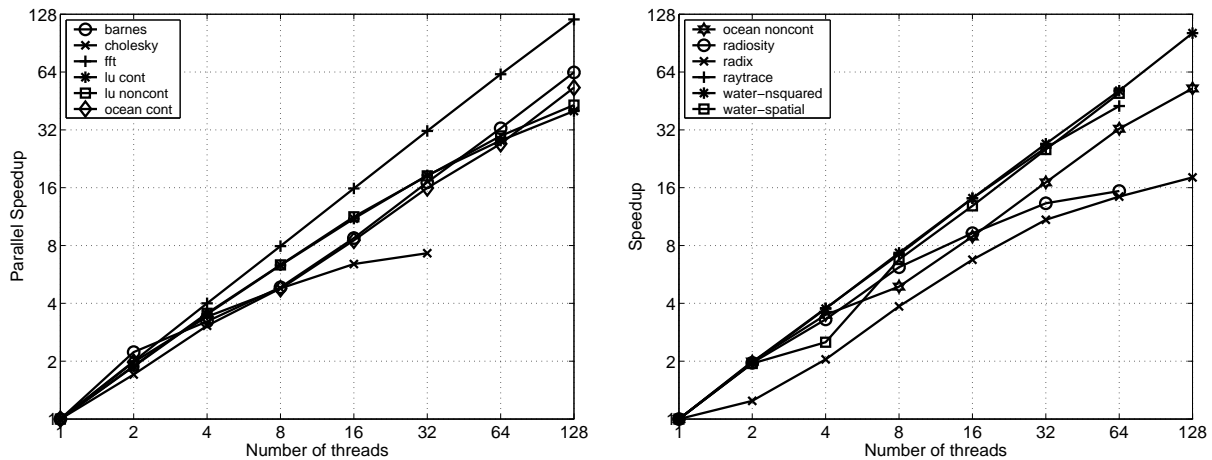 128
64
32
16
8
4
2
1
Parallel Speedup
barnes
cholesky
fft
lu cont
lu noncont
ocean cont
1 2 4 8 16 32 64 128
Number of threads
128
64
32
16
8
4
2
1
Speedup
ocean noncont
radiosity
radix
raytrace
water−nsquared
water−spatial
1 2 4 8 16 32 64 128
Number of threads